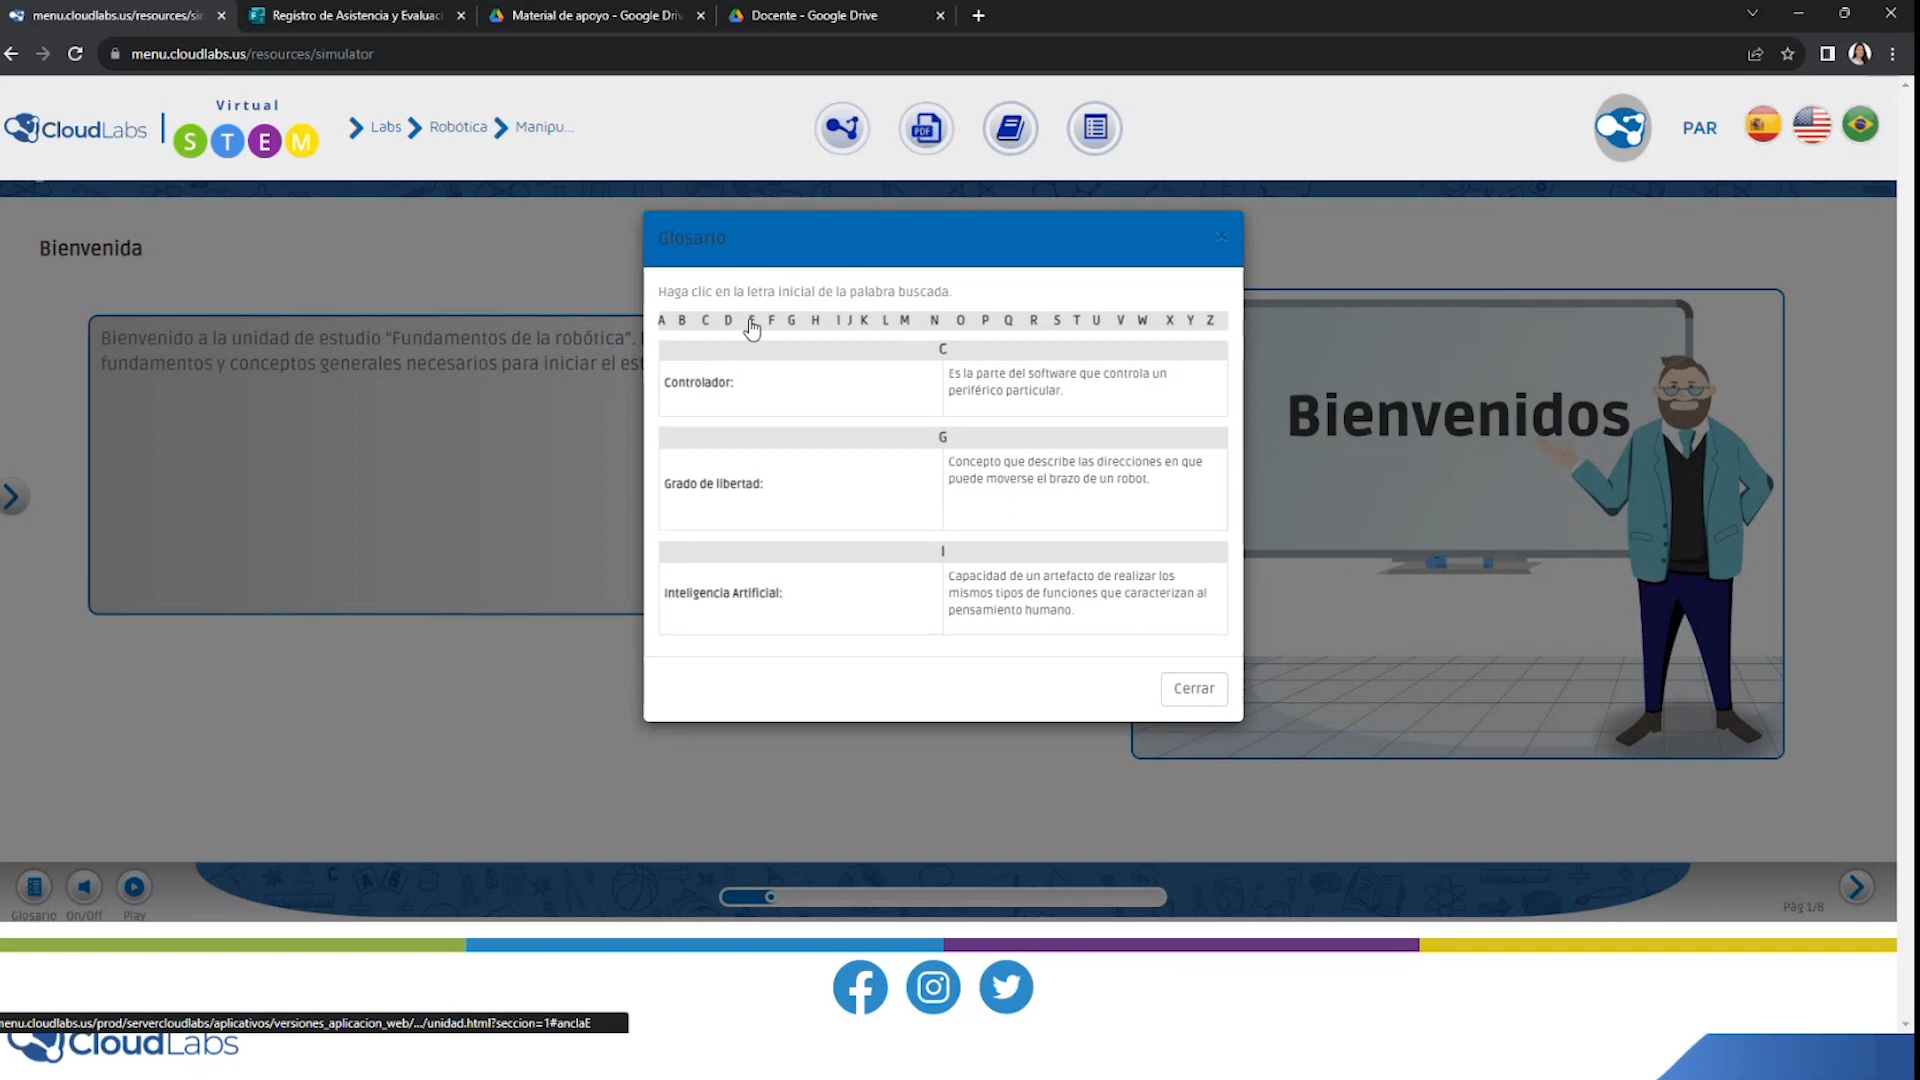 menu.cloudlabs.us/resources/sir
Registro de Asistencia y Evaluac
Material de apoyo - Google Driv
Docente - Google Drive
menu.cloudlabs.us/resources/simulator
CloudLabs
Virtual
S T E M
Labs
Robótica
Manipu...
PDF
PAR
Bienvenida
Bienvenido a la unidad de estudio "Fundamentos de la robótica".
fundamentos y conceptos generales necesarios para iniciar el est
Glosario
Haga clic en la letra inicial de la palabra buscada.
A B C D E F G H I J K L M N O P Q R S T U V W X Y Z
C
Controlador:
Es la parte del software que controla un
periférico particular.
G
Grado de libertad:
Concepto que describe las direcciones en que
puede moverse el brazo de un robot.
I
Inteligencia Artificial:
Capacidad de un artefacto de realizar los
mismos tipos de funciones que caracterizan al
pensamiento humano.
Cerrar
Bienvenidos
Glosario On/Off Play
Pág 1/8
menu.cloudlabs.us/prod/servercloudlabs/aplicativos/versiones_aplicacion_web/.../unidad.html?seccion=1#anclaE
CloudLabs